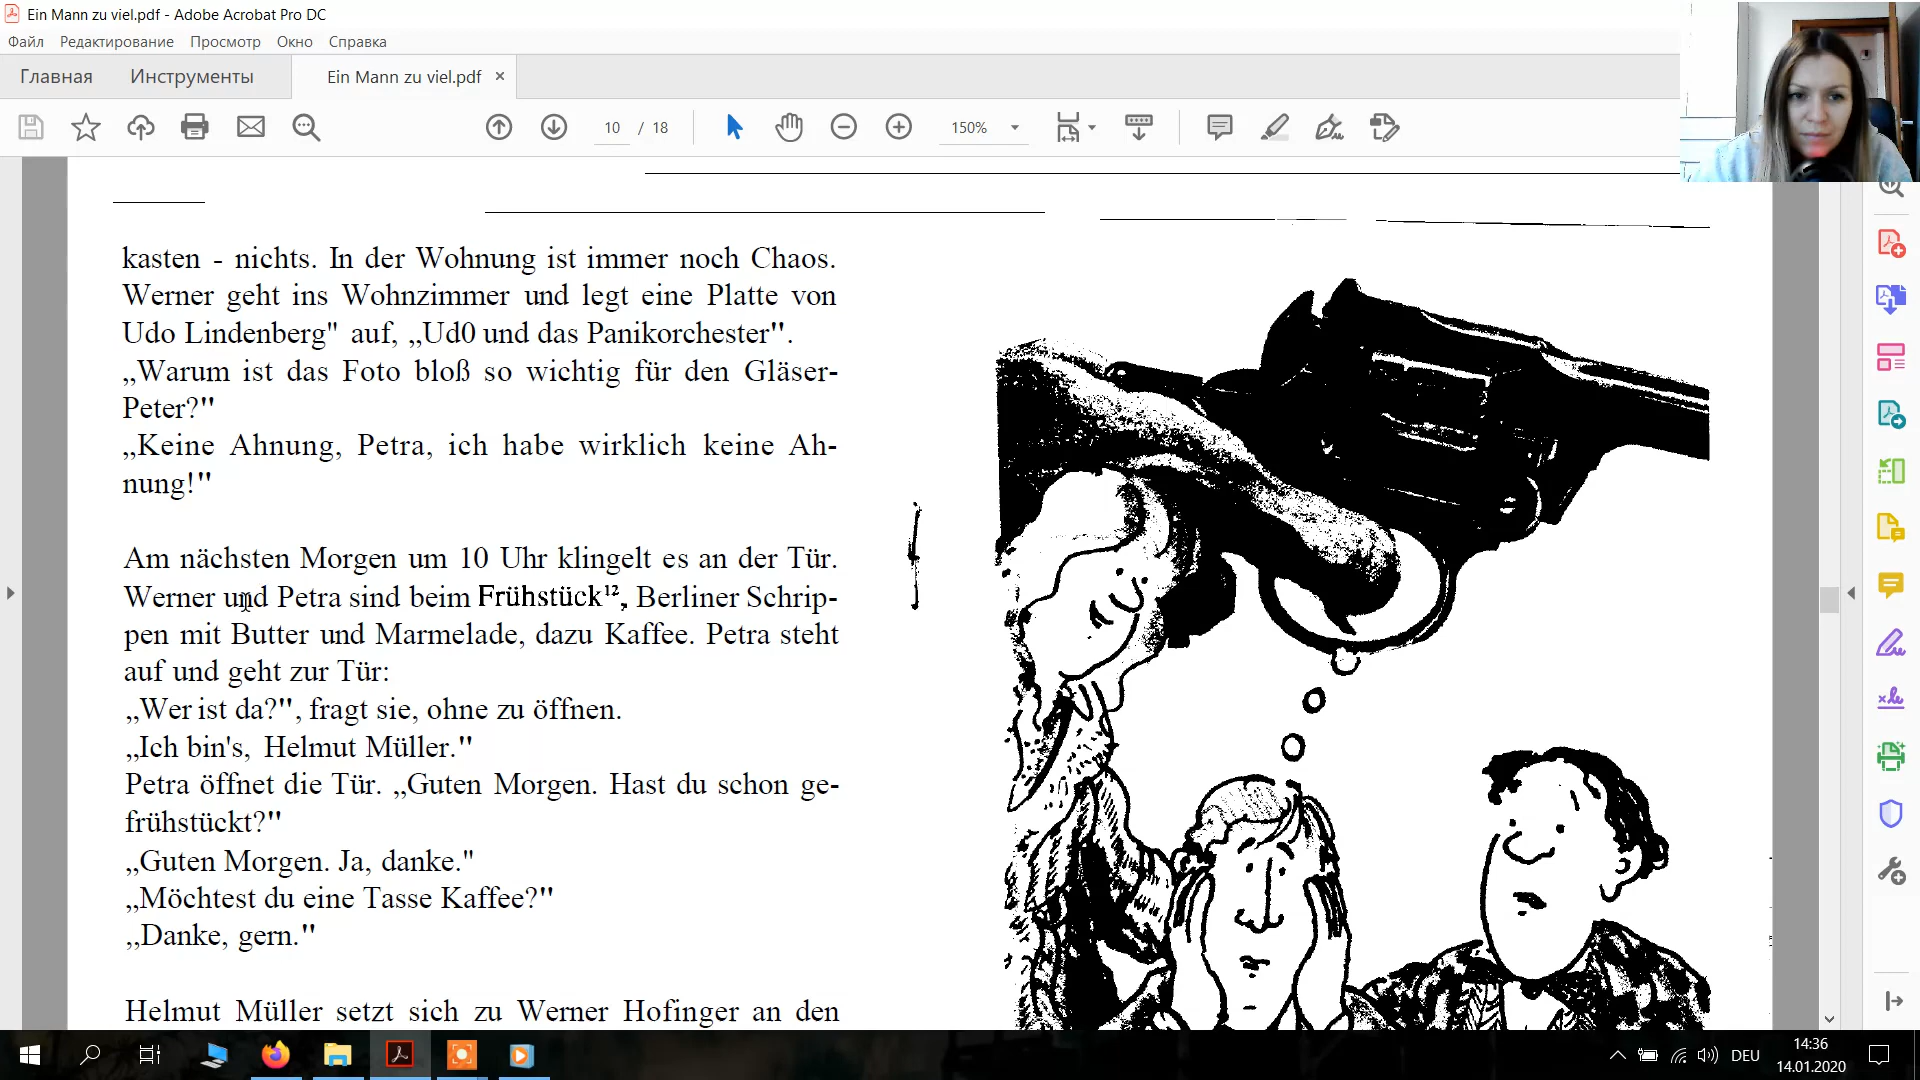 Ein Mann zu viel.pdf - Adobe Acrobat Pro DC
Файл Редактирование Просмотр Окно Справка
Главная Инструменты Ein Mann zu viel.pdf ×
10 / 18 150%
kasten - nichts. In der Wohnung ist immer noch Chaos.
Werner geht ins Wohnzimmer und legt eine Platte von
Udo Lindenberg" auf, „Ud0 und das Panikorchester".
„Warum ist das Foto bloß so wichtig für den Gläser-
Peter?"
„Keine Ahnung, Petra, ich habe wirklich keine Ah-
nung!"
Am nächsten Morgen um 10 Uhr klingelt es an der Tür.
Werner und Petra sind beim Frühstück¹², Berliner Schrip-
pen mit Butter und Marmelade, dazu Kaffee. Petra steht
auf und geht zur Tür:
„Wer ist da?", fragt sie, ohne zu öffnen.
„Ich bin's, Helmut Müller."
Petra öffnet die Tür. „Guten Morgen. Hast du schon ge-
frühstückt?"
„Guten Morgen. Ja, danke."
„Möchtest du eine Tasse Kaffee?"
„Danke, gern."
Helmut Müller setzt sich zu Werner Hofinger an den
DEU
14:36
14.01.2020